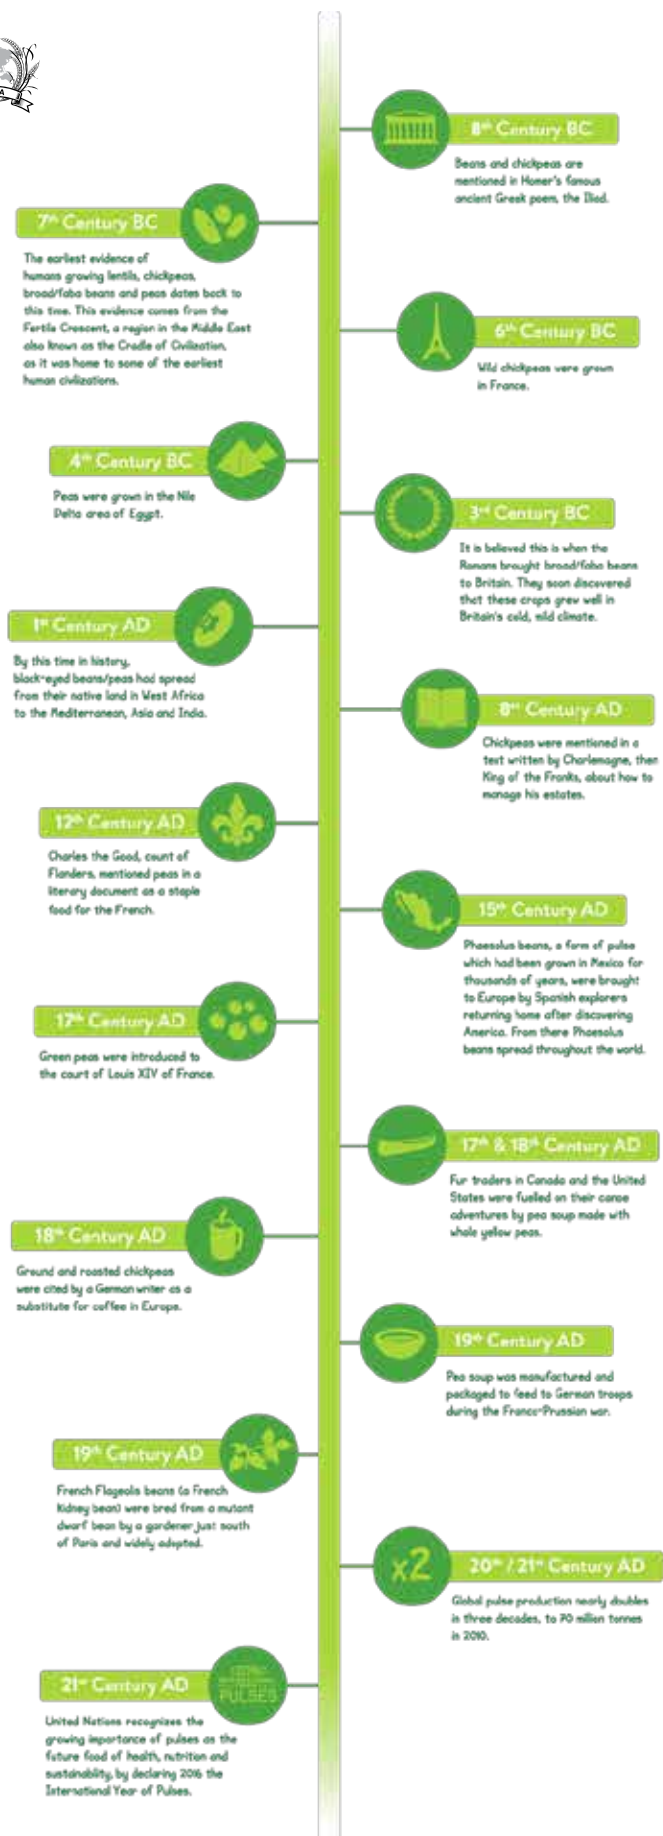 8th Century BC
Beans and chickpeas are
mentioned in Homer's famous
ancient Greek poem, the Iliad.
7th Century BC
The earliest evidence of
humans growing lentils, chickpeas,
broad/faba beans and peas dates back to
this time. This evidence comes from the
Fertile Crescent, a region in the Middle East
also known as the Cradle of Civilization,
as it was home to some of the earliest
human civilizations.
6th Century BC
Wild chickpeas were grown
in France.
4th Century BC
Peas were grown in the Nile
Delta area of Egypt.
3rd Century BC
It is believed this is when the
Romans brought broad/faba beans
to Britain. They soon discovered
that these crops grew well in
Britain's cold, mild climate.
1st Century AD
By this time in history,
black-eyed beans/peas had spread
from their native land in West Africa
to the Mediterranean, Asia and India.
8th Century AD
Chickpeas were mentioned in a
text written by Charlemagne, then
King of the Franks, about how to
manage his estates.
12th Century AD
Charles the Good, count of
Flanders, mentioned peas in a
literary document as a staple
food for the French.
15th Century AD
Phaesolus beans, a form of pulse
which had been grown in Mexico for
thousands of years, were brought
to Europe by Spanish explorers
returning home after discovering
America. From there Phaesolus
beans spread throughout the world.
17th Century AD
Green peas were introduced to
the court of Louis XIV of France.
17th & 18th Century AD
Fur traders in Canada and the United
States were fuelled on their canoe
adventures by pea soup made with
whole yellow peas.
18th Century AD
Ground and roasted chickpeas
were cited by a German writer as a
substitute for coffee in Europe.
19th Century AD
Pea soup was manufactured and
packaged to feed to German troops
during the Franco-Prussian war.
19th Century AD
French Flageolis beans (a French
Kidney bean) were bred from a mutant
dwarf bean by a gardener just south
of Paris and widely adopted.
x2
20th / 21st Century AD
Global pulse production nearly doubles
in three decades, to 70 million tonnes
in 2010.
21st Century AD
PULSES
United Nations recognizes the
growing importance of pulses as the
future food of health, nutrition and
sustainability, by declaring 2016 the
International Year of Pulses.